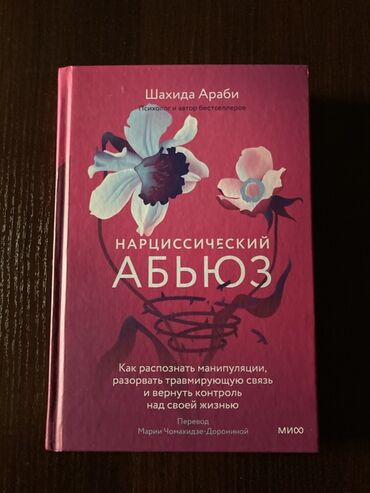 Шахида Араби
Психолог и автор бестселлеров
НАРЦИССИЧЕСКИЙ
АБЬЮЗ
Как распознать манипуляции,
разорвать травмирующую связь
и вернуть контроль
над своей жизнью
Перевод
Марии Чомахидзе-Дорониной
МИФ